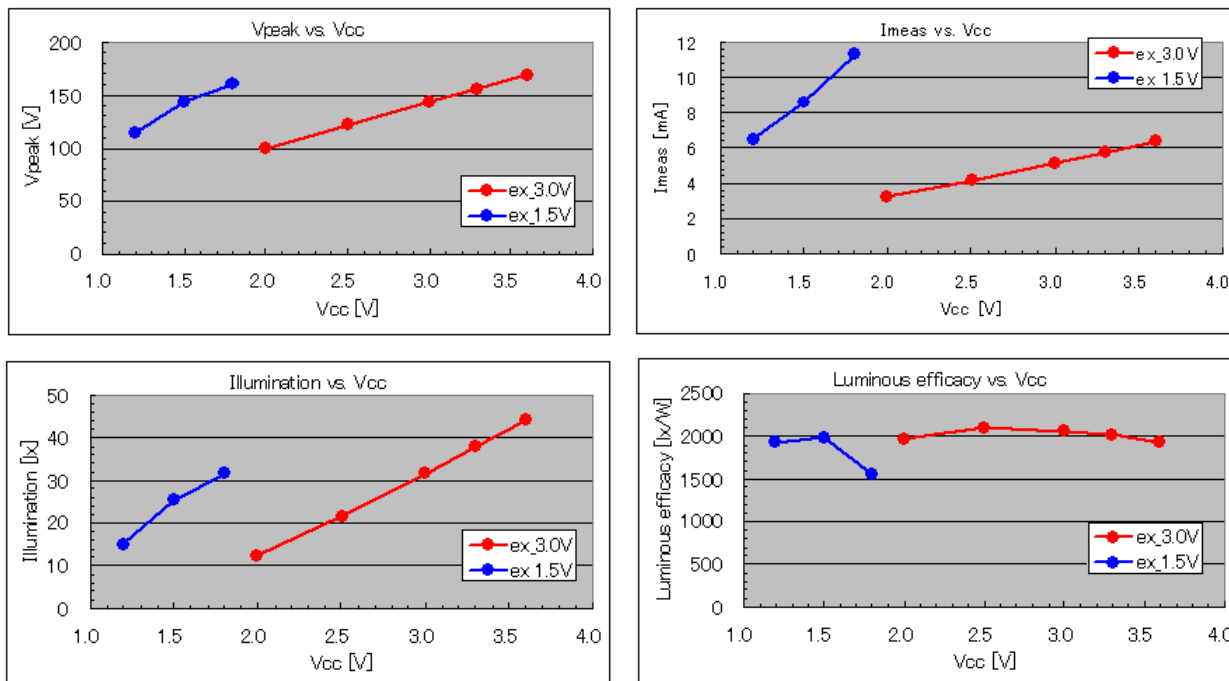 Vpeak vs. Vcc
200
150
100
50
0
Vpeak [V]
ex_3.0V
ex_1.5V
1.0 1.5 2.0 2.5 3.0 3.5 4.0
Vcc [V]
Imeas vs. Vcc
12
10
8
6
4
2
0
Imeas [mA]
ex_3.0V
ex 1.5V
1.0 1.5 2.0 2.5 3.0 3.5 4.0
Vcc [V]
Illumination vs. Vcc
50
40
30
20
10
0
Illumination [lx]
ex_3.0V
ex 1.5V
1.0 1.5 2.0 2.5 3.0 3.5 4.0
Vcc [V]
Luminous efficacy vs. Vcc
2500
2000
1500
1000
500
0
Luminous efficacy [lx/W]
ex_3.0V
ex_1.5V
1.0 1.5 2.0 2.5 3.0 3.5 4.0
Vcc [V]